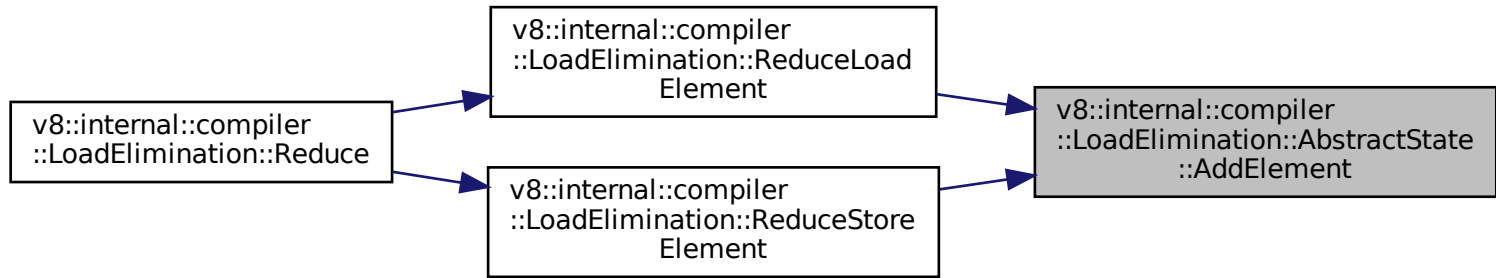 v8::internal::compiler
::LoadElimination::Reduce
v8::internal::compiler
::LoadElimination::ReduceLoad
Element
v8::internal::compiler
::LoadElimination::ReduceStore
Element
v8::internal::compiler
::LoadElimination::AbstractState
::AddElement